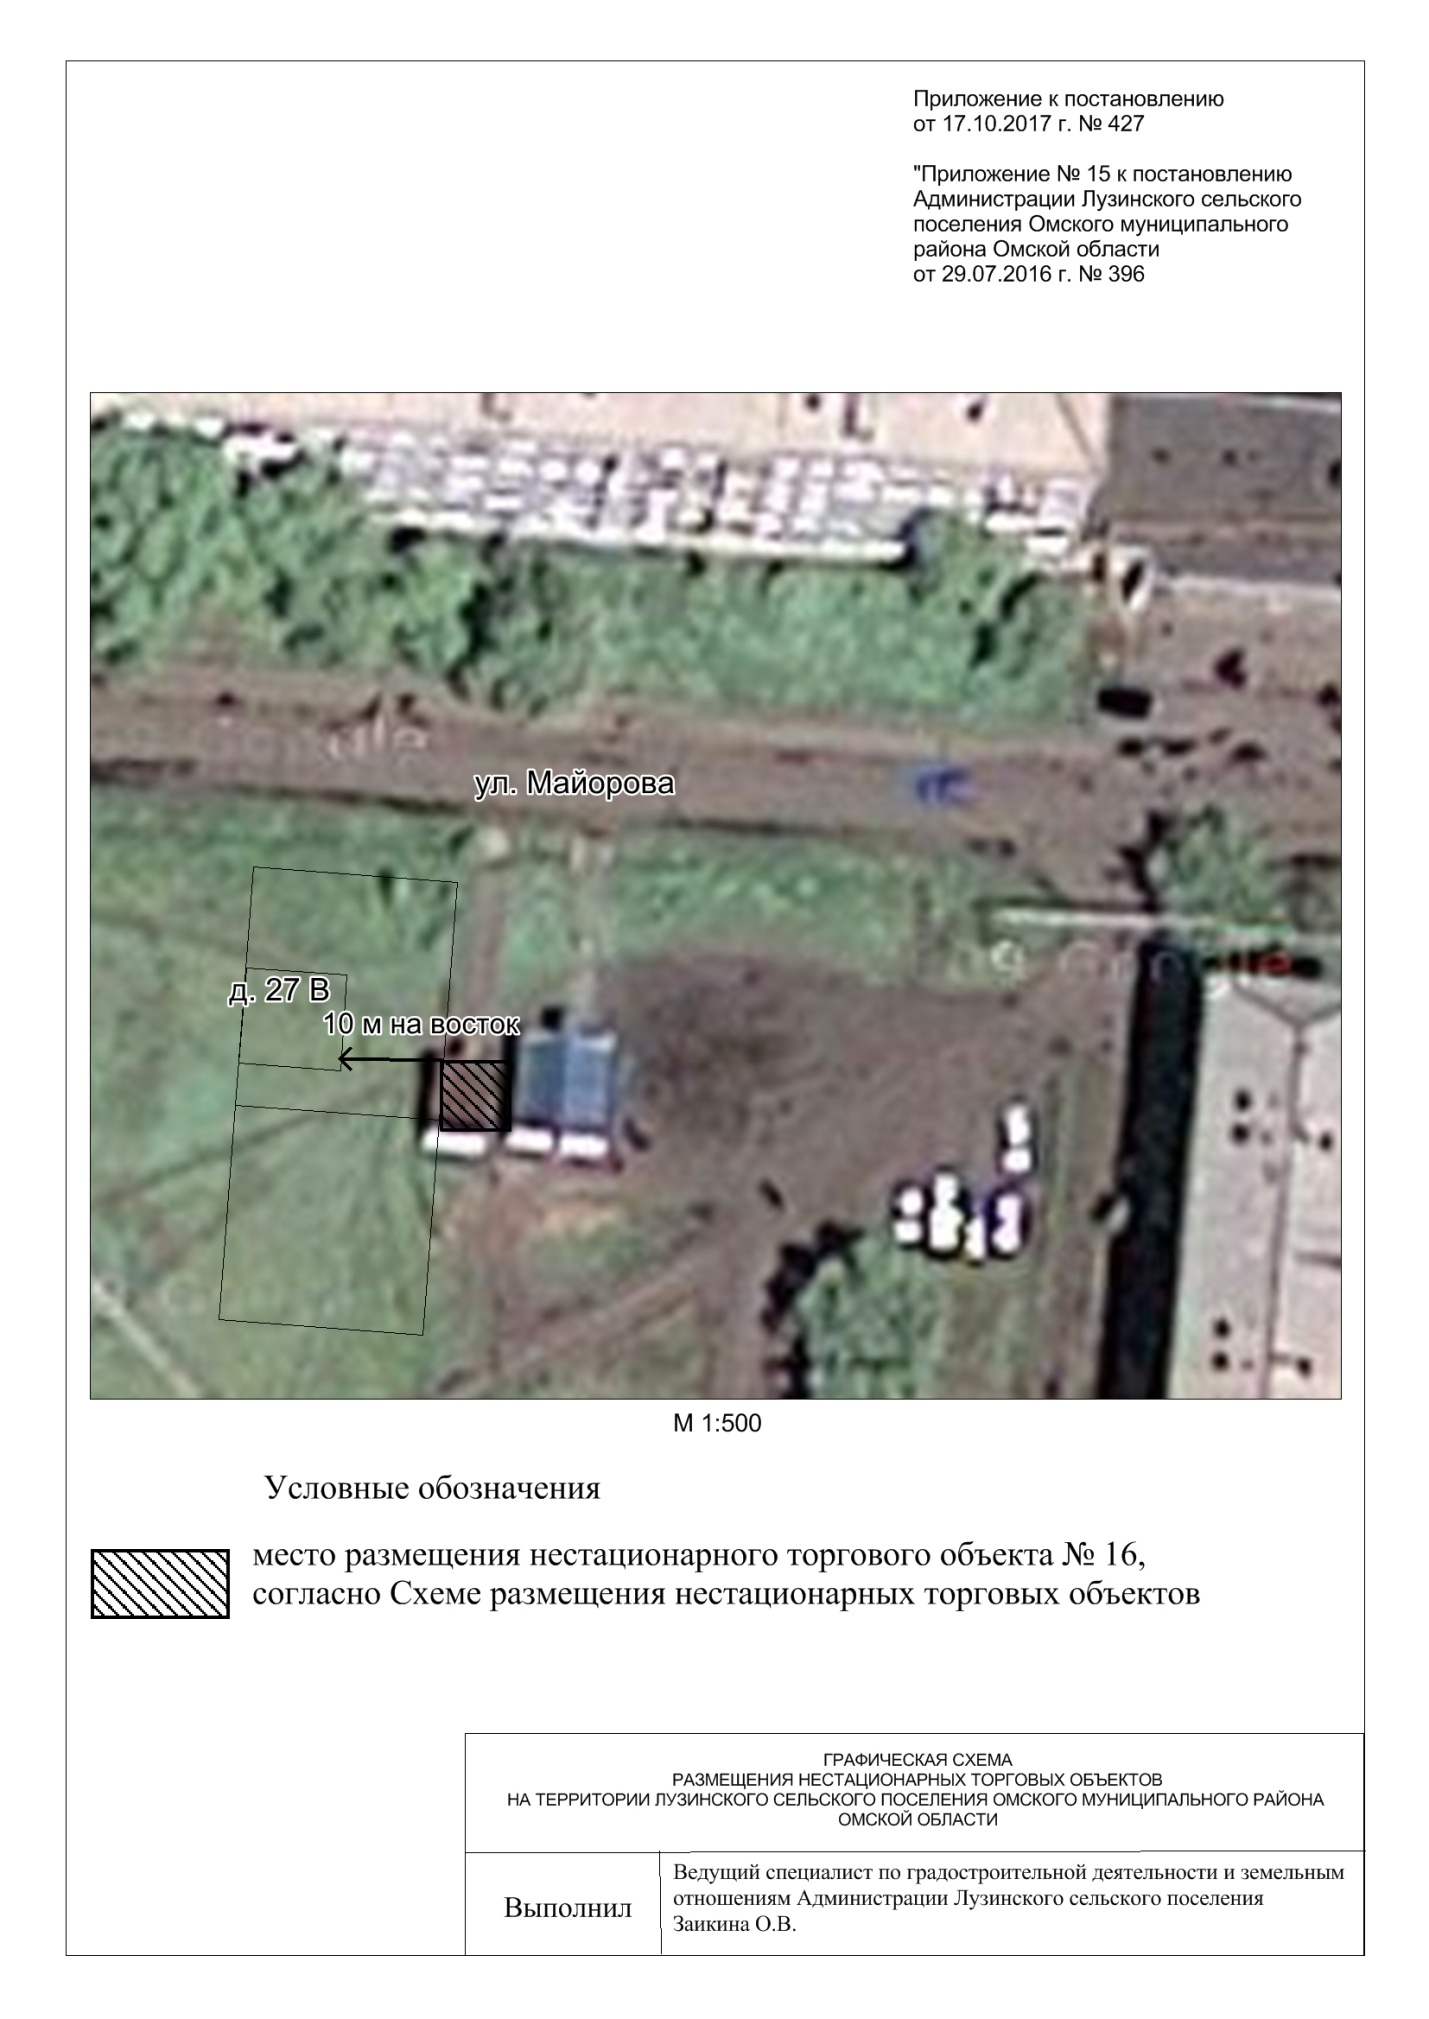 Приложение к постановлению
от 17.10.2017 г. № 427
"Приложение № 15 к постановлению
Администрации Лузинского сельского
поселения Омского муниципального
района Омской области
от 29.07.2016 г. № 396
ул. Майорова
д. 27 В
10 м на восток
М 1:500
Условные обозначения
место размещения нестационарного торгового объекта № 16,
согласно Схеме размещения нестационарных торговых объектов
ГРАФИЧЕСКАЯ СХЕМА
РАЗМЕЩЕНИЯ НЕСТАЦИОНАРНЫХ ТОРГОВЫХ ОБЪЕКТОВ
НА ТЕРРИТОРИИ ЛУЗИНСКОГО СЕЛЬСКОГО ПОСЕЛЕНИЯ ОМСКОГО МУНИЦИПАЛЬНОГО РАЙОНА
ОМСКОЙ ОБЛАСТИ
Выполнил
Ведущий специалист по градостроительной деятельности и земельным
отношениям Администрации Лузинского сельского поселения
Заикина О.В.